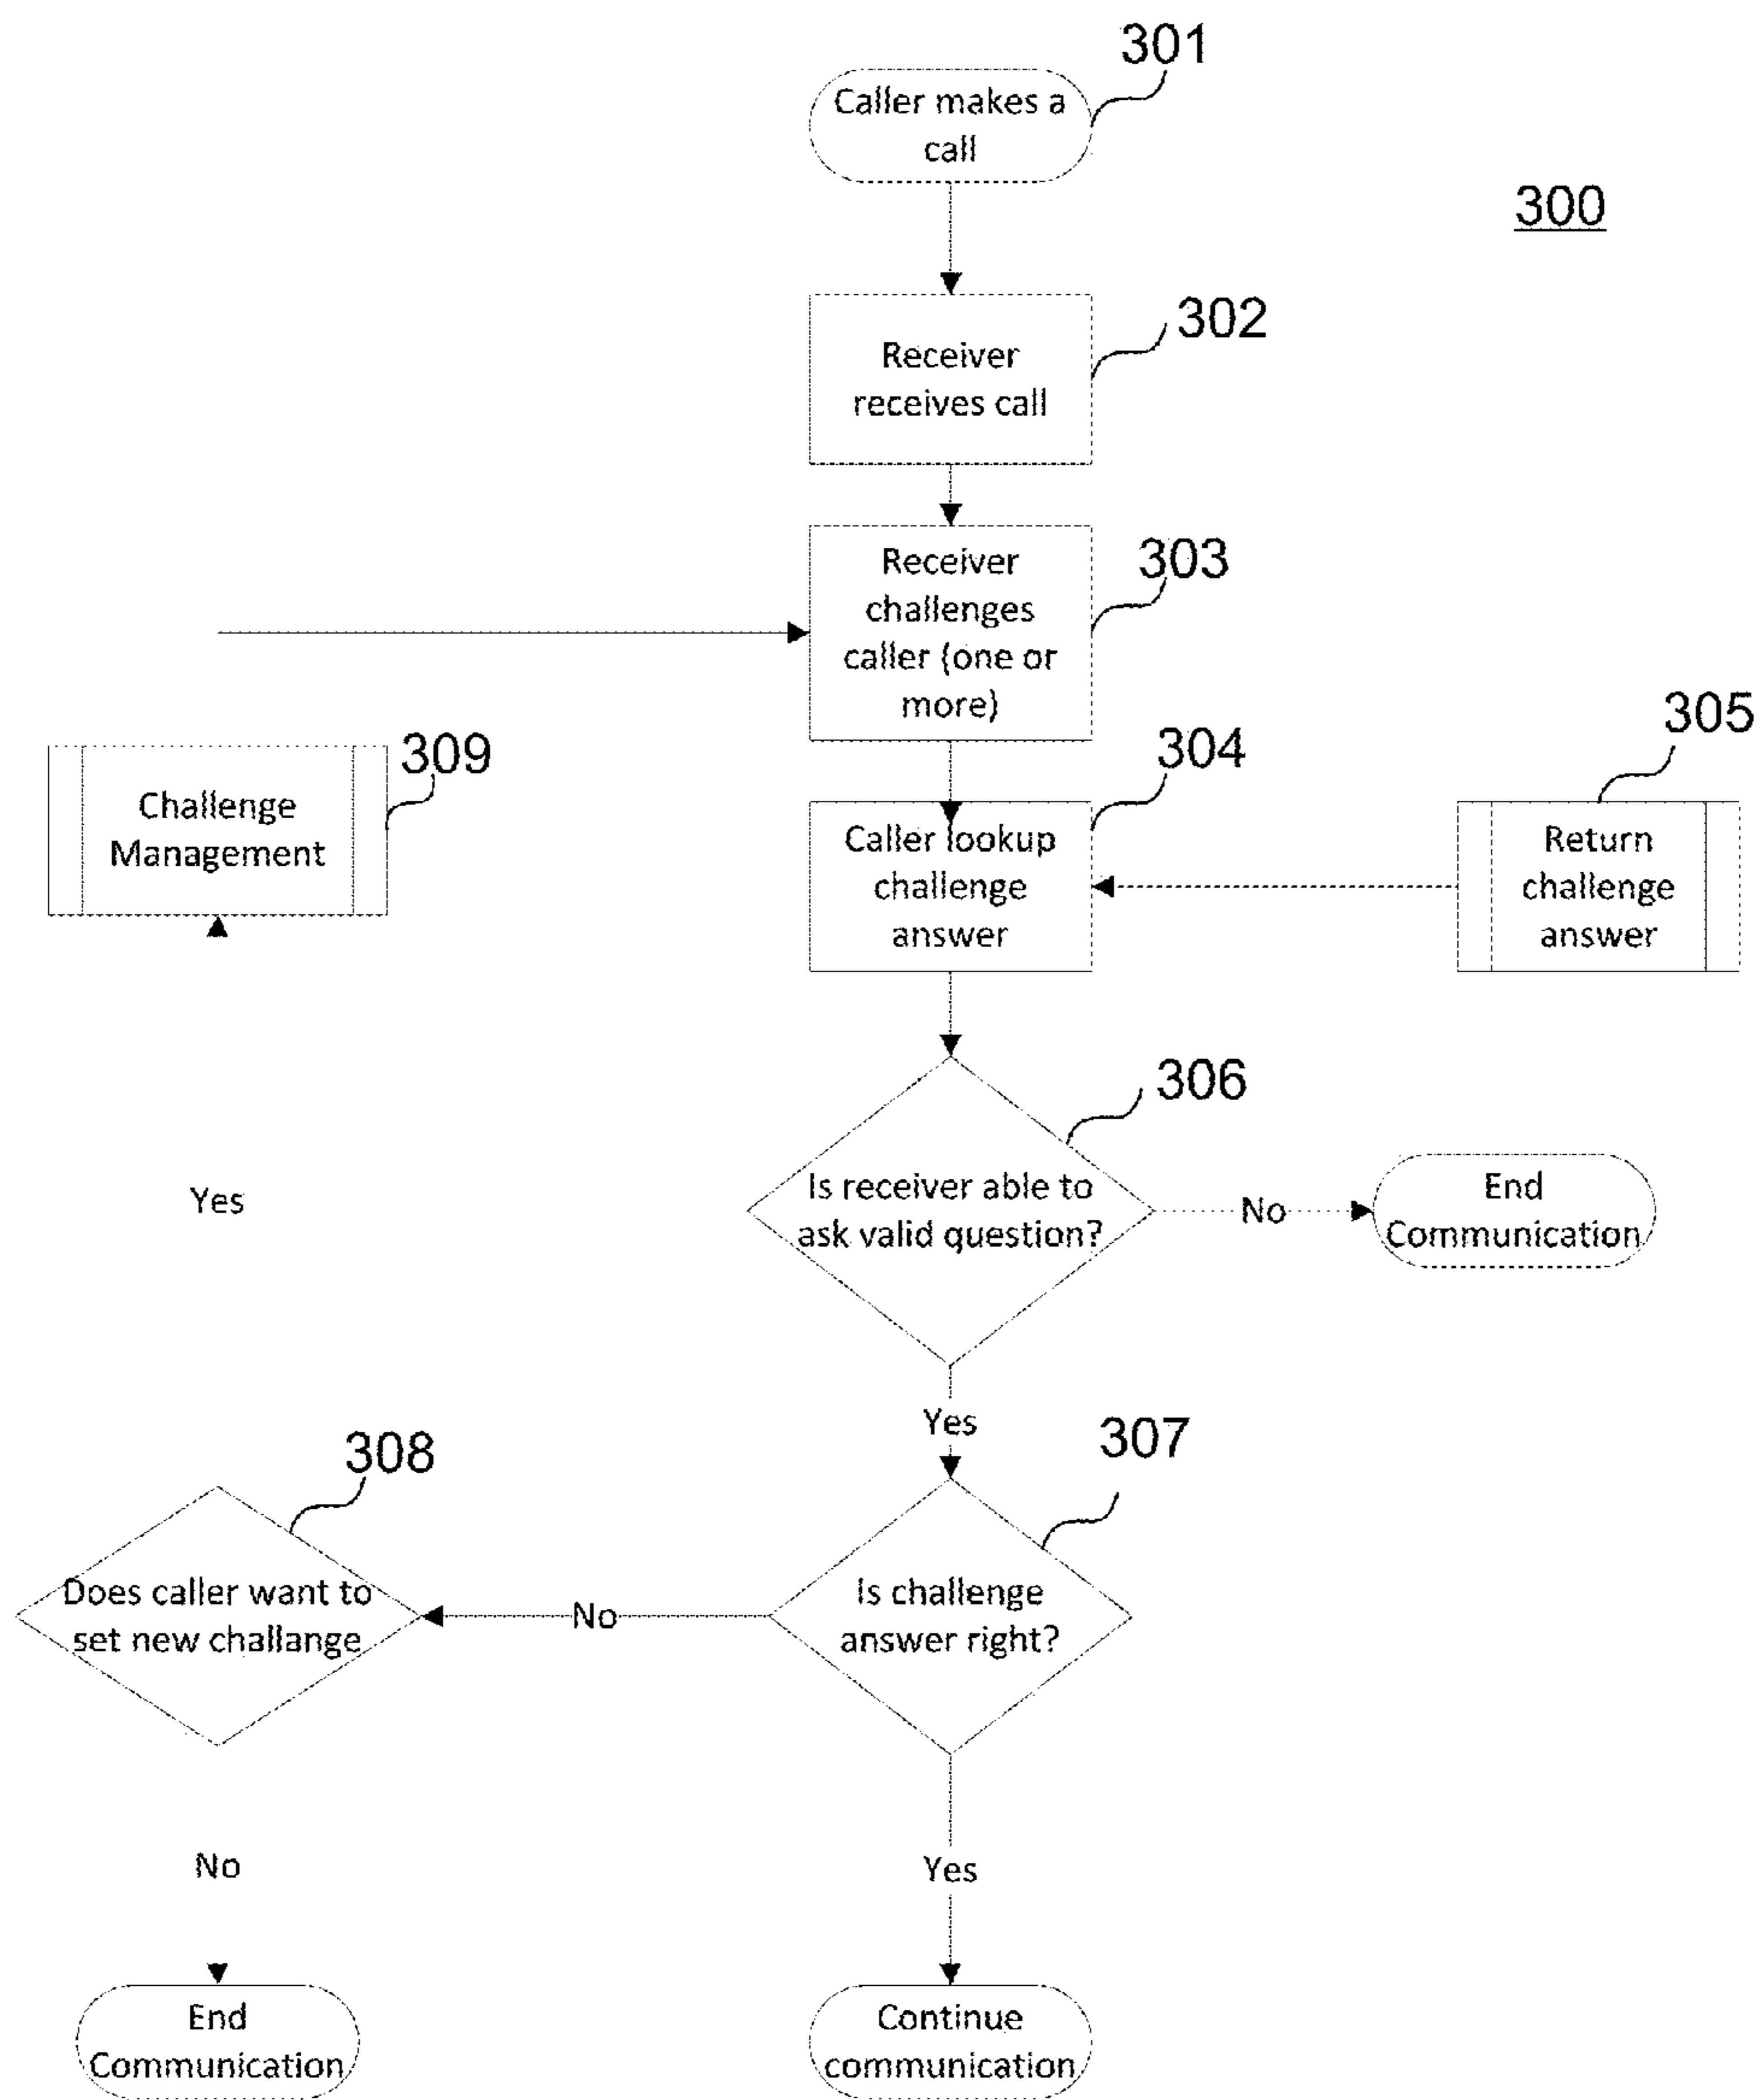 301
Caller makes a
call
300
302
Receiver
receives call
303
Receiver
challenges
caller (one or
more)
309
Challenge
Management
304
Caller lookup
challenge
answer
305
Return
challenge
answer
306
Is receiver able to
ask valid question?
No
End
Communication
Yes
Yes
307
Is challenge
answer right?
No
308
Does caller want to
set new challange
No
End
Communication
Yes
Continue
communication